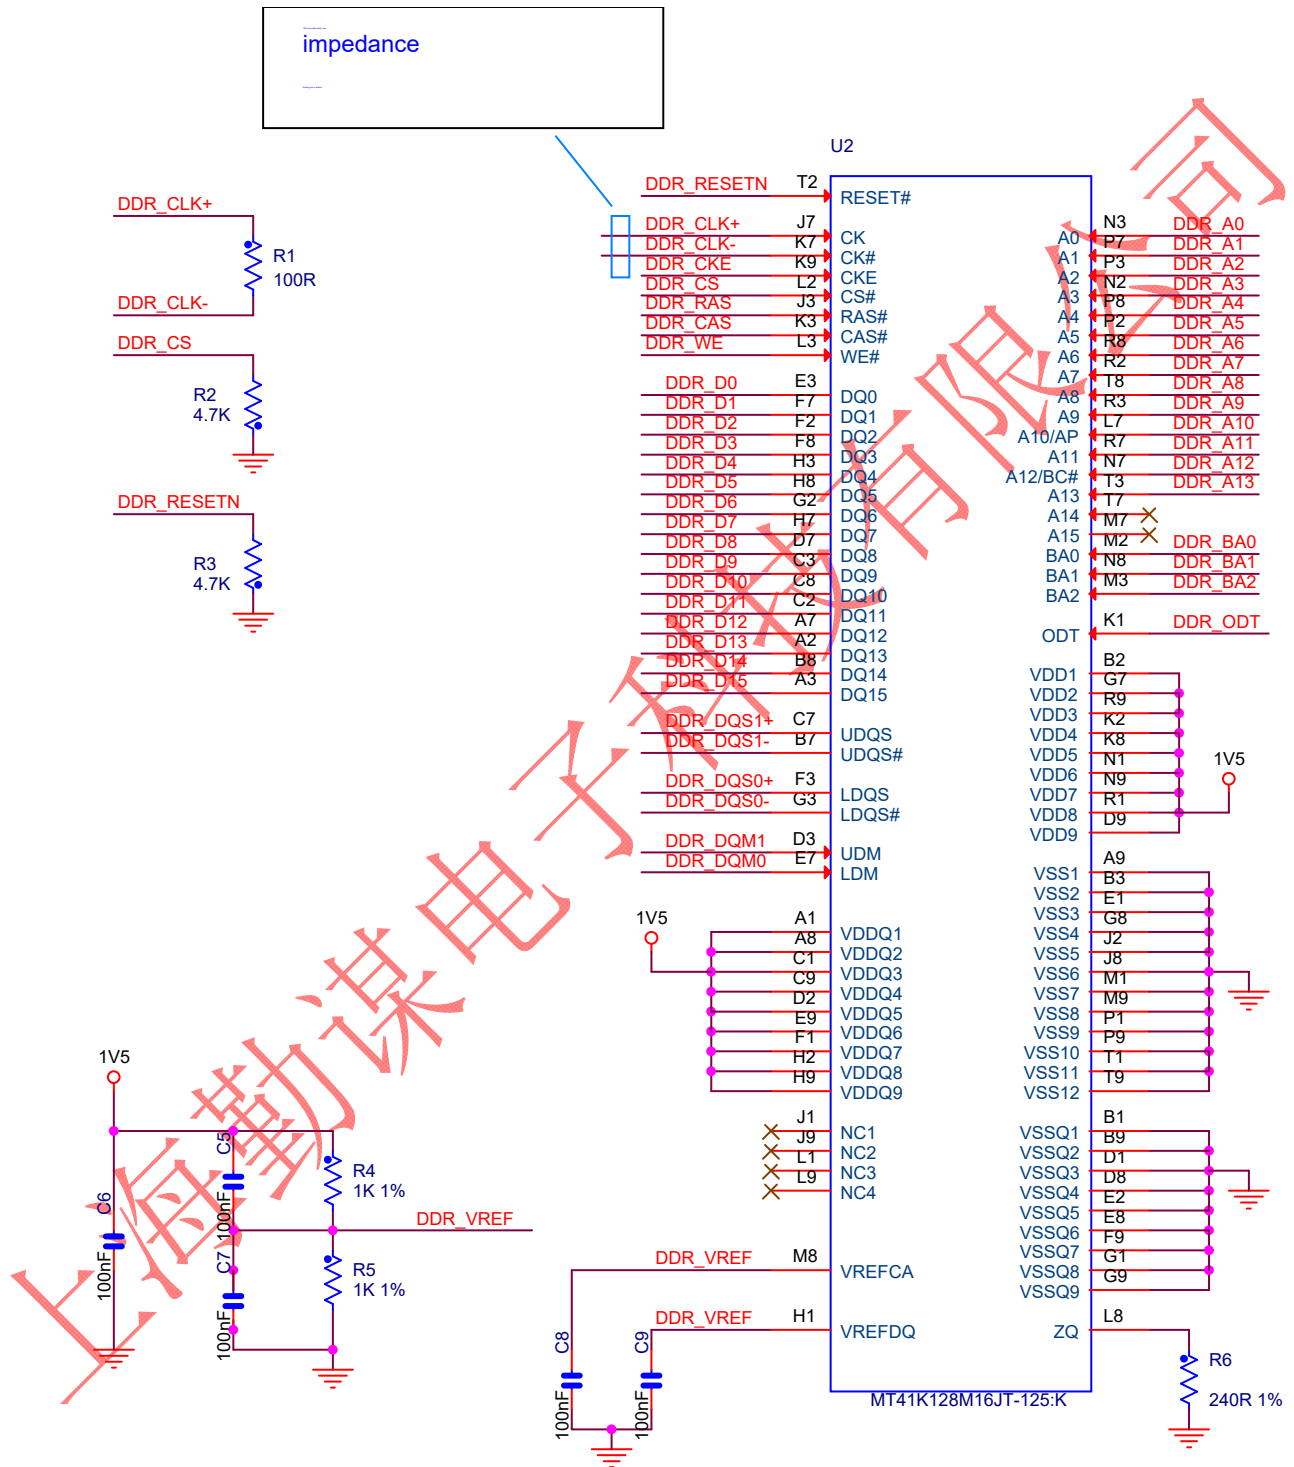 impedance
U2
DDR_CLK+
R1
100R
DDR_CLK-
DDR_CS
R2
4.7K
DDR_RESETN
R3
4.7K
DDR_RESETN T2 RESET#
DDR_CLK+ J7 CK
DDR_CLK- K7 CK#
DDR_CKE K9 CKE
DDR_CS L2 CS#
DDR_RAS J3 RAS#
DDR_CAS K3 CAS#
DDR_WE L3 WE#
DDR_D0 E3 DQ0
DDR_D1 F7 DQ1
DDR_D2 F2 DQ2
DDR_D3 F8 DQ3
DDR_D4 H3 DQ4
DDR_D5 H8 DQ5
DDR_D6 G2 DQ6
DDR_D7 H7 DQ7
DDR_D8 D7 DQ8
DDR_D9 C3 DQ9
DDR_D10 C8 DQ10
DDR_D11 C2 DQ11
DDR_D12 A7 DQ12
DDR_D13 A2 DQ13
DDR_D14 B8 DQ14
DDR_D15 A3 DQ15
DDR_DQS1+ C7 UDQS
DDR_DQS1- B7 UDQS#
DDR_DQS0+ F3 LDQS
DDR_DQS0- G3 LDQS#
DDR_DQM1 D3 UDM
DDR_DQM0 E7 LDM
1V5
A1 VDDQ1
A8 VDDQ2
C1 VDDQ3
C9 VDDQ4
D2 VDDQ5
E9 VDDQ6
F1 VDDQ7
H2 VDDQ8
H9 VDDQ9
J1 NC1
J9 NC2
L1 NC3
L9 NC4
DDR_VREF M8 VREFCA
DDR_VREF H1 VREFDQ
C8
100nF
C9
100nF
A0 N3 DDR_A0
A1 P7 DDR_A1
A2 P3 DDR_A2
A3 N2 DDR_A3
A4 P8 DDR_A4
A5 P2 DDR_A5
A6 R8 DDR_A6
A7 R2 DDR_A7
A8 T8 DDR_A8
A9 R3 DDR_A9
A10/AP L7 DDR_A10
A11 R7 DDR_A11
A12/BC# N7 DDR_A12
A13 T3 DDR_A13
A14 T7
A15 M7
BA0 M2 DDR_BA0
BA1 N8 DDR_BA1
BA2 M3 DDR_BA2
ODT K1 DDR_ODT
VDD1 B2
VDD2 G7
VDD3 R9
VDD4 K2
VDD5 K8
VDD6 N1
VDD7 N9
VDD8 R1
VDD9 D9
1V5
VSS1 A9
VSS2 B3
VSS3 E1
VSS4 G8
VSS5 J2
VSS6 J8
VSS7 M1
VSS8 M9
VSS9 P1
VSS10 P9
VSS11 T1
VSS12 T9
VSSQ1 B1
VSSQ2 B9
VSSQ3 D1
VSSQ4 D8
VSSQ5 E2
VSSQ6 E8
VSSQ7 F9
VSSQ8 G1
VSSQ9 G9
ZQ L8
R6
240R 1%
MT41K128M16JT-125:K
1V5
C6
100nF
C5
100nF
C7
100nF
R4
1K 1%
DDR_VREF
R5
1K 1%
上海勤谋电子科技有限公司